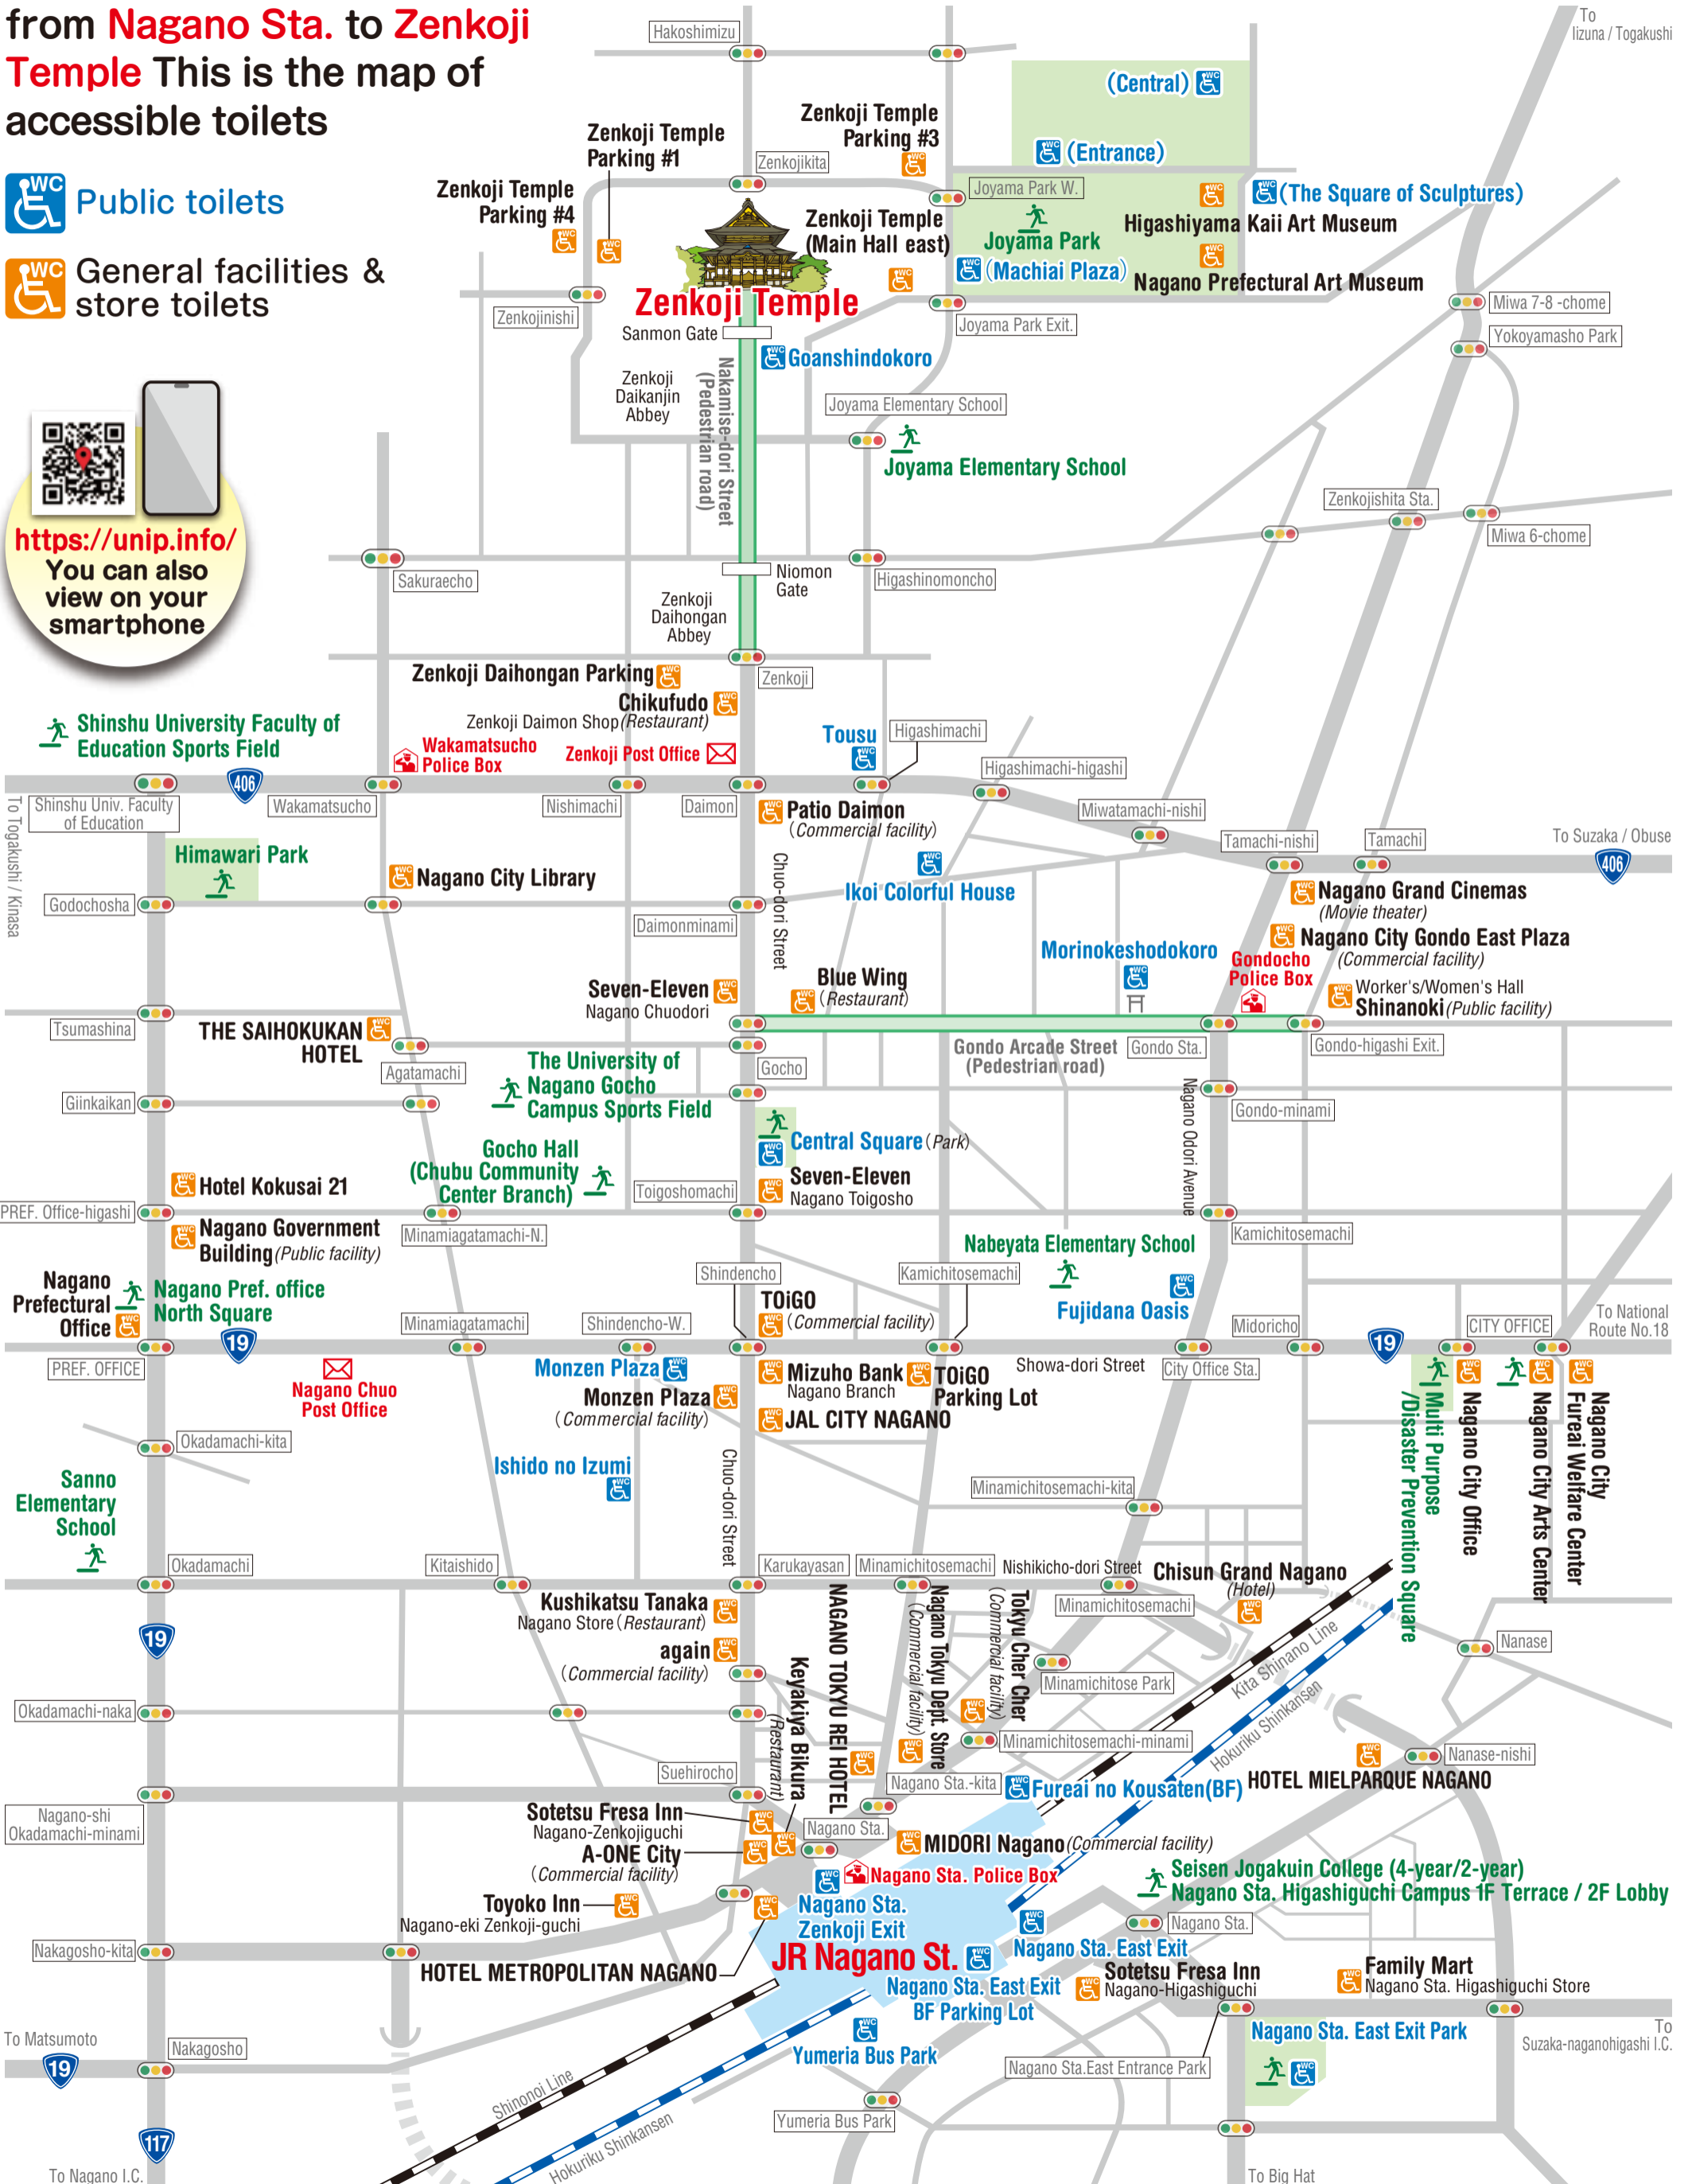 from Nagano Sta. to Zenkoji
Temple This is the map of
accessible toilets
WC
Public toilets
WC
General facilities &
store toilets
https://unip.info/
You can also
view on your
smartphone
Hakoshimizu
To
Iizuna / Togakushi
(Central)
(Entrance)
Zenkoji Temple
Parking #3
Zenkoji Temple
Parking #1
Zenkojikita
Zenkoji Temple
Parking #4
Joyama Park W.
(The Square of Sculptures)
Higashiyama Kaii Art Museum
Zenkoji Temple
(Main Hall east)
Joyama Park
(Machiai Plaza)
Nagano Prefectural Art Museum
Zenkoji Temple
Zenkojinishi
Joyama Park Exit.
Miwa 7-8 -chome
Yokoyamasho Park
Sanmon Gate
Goanshindokoro
Zenkoji
Daikanjin
Abbey
Nakamise-dori Street
(Pedestrian road)
Joyama Elementary School
Joyama Elementary School
Zenkojishita Sta.
Miwa 6-chome
Sakuraecho
Niomon
Gate
Higashinomoncho
Zenkoji
Daihongan
Abbey
Zenkoji Daihongan Parking
Zenkoji
Chikufudo
Zenkoji Daimon Shop (Restaurant)
Shinshu University Faculty of
Education Sports Field
Wakamatsucho
Police Box
Zenkoji Post Office
Tousu
Higashimachi
Higashimachi-higashi
406
Shinshu Univ. Faculty
of Education
Wakamatsucho
Nishimachi
Daimon
Patio Daimon
(Commercial facility)
Miwatamachi-nishi
Tamachi-nishi
Tamachi
To Suzaka / Obuse
406
To Togakushi / Kinasa
Himawari Park
Nagano City Library
Chuo-dori Street
Ikoi Colorful House
Nagano Grand Cinemas
(Movie theater)
Godochosha
Daimonminami
Nagano City Gondo East Plaza
(Commercial facility)
Morinokeshodokoro
Gondocho
Police Box
Seven-Eleven
Nagano Chuodori
Blue Wing
(Restaurant)
Worker's/Women's Hall
Shinanoki (Public facility)
Tsumashina
THE SAIHOKUKAN
HOTEL
Gondo Arcade Street
(Pedestrian road)
Gondo Sta.
Gondo-higashi Exit.
Agatamachi
The University of
Nagano Gocho
Campus Sports Field
Gocho
Giinkaikan
Nagano Odori Avenue
Gondo-minami
Gocho Hall
(Chubu Community
Center Branch)
Central Square (Park)
Hotel Kokusai 21
Toigoshomachi
Seven-Eleven
Nagano Toigosho
PREF. Office-higashi
Nagano Government
Building (Public facility)
Minamiagatamachi-N.
Kamichitosemachi
Nabeyata Elementary School
Nagano
Prefectural
Office
Nagano Pref. office
North Square
Shindencho
Kamichitosemachi
TOiGO
(Commercial facility)
Fujidana Oasis
19
Minamiagatamachi
Shindencho-W.
Midoricho
19
CITY OFFICE
To National
Route No.18
PREF. OFFICE
Nagano Chuo
Post Office
Monzen Plaza
Monzen Plaza
(Commercial facility)
Mizuho Bank
Nagano Branch
TOiGO
Parking Lot
Showa-dori Street
City Office Sta.
JAL CITY NAGANO
Multi Purpose
/Disaster Prevention Square
Nagano City Office
Nagano City Arts Center
Nagano City
Fureai Welfare Center
Okadamachi-kita
Chuo-dori Street
Sanno
Elementary
School
Ishido no Izumi
Minamichitosemachi-kita
Okadamachi
Kitaishido
Karukayasan
Minamichitosemachi
Nishikicho-dori Street
Chisun Grand Nagano
(Hotel)
Minamichitosemachi
Kushikatsu Tanaka
Nagano Store (Restaurant)
again
(Commercial facility)
NAGANO TOKYU REI HOTEL
Nagano Tokyu Dept. Store
(Commercial facility)
Tokyu Cher Cher
(Commercial facility)
19
Kita Shinano Line
Nanase
Minamichitose Park
Hokuriku Shinkansen
Keyakiya Bikura
(Restaurant)
Okadamachi-naka
Minamichitosemachi-minami
Nanase-nishi
Suehirocho
Nagano Sta.-kita
Fureai no Kousaten(BF)
HOTEL MIELPARQUE NAGANO
Nagano-shi
Okadamachi-minami
Sotetsu Fresa Inn
Nagano-Zenkojiguchi
Nagano Sta.
A-ONE City
(Commercial facility)
MIDORI Nagano (Commercial facility)
Nagano Sta. Police Box
Seisen Jogakuin College (4-year/2-year)
Nagano Sta. Higashiguchi Campus 1F Terrace / 2F Lobby
Toyoko Inn
Nagano-eki Zenkoji-guchi
Nagano Sta.
Zenkoji Exit
Nagano Sta.
Nagano Sta. East Exit
Nakagosho-kita
JR Nagano St.
HOTEL METROPOLITAN NAGANO
Nagano Sta. East Exit
BF Parking Lot
Sotetsu Fresa Inn
Nagano-Higashiguchi
Family Mart
Nagano Sta. Higashiguchi Store
To Matsumoto
19
Nakagosho
Yumeria Bus Park
Nagano Sta. East Exit Park
To
Suzaka-naganohigashi I.C.
Nagano Sta.East Entrance Park
Shinonoi Line
Hokuriku Shinkansen
Yumeria Bus Park
117
To Nagano I.C.
To Big Hat